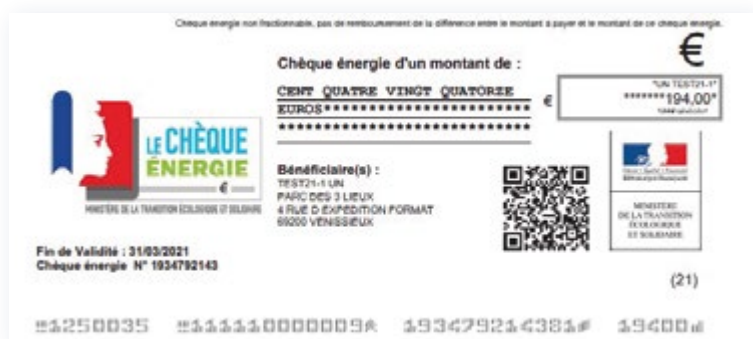 Chèque énergie non fractionnable, pas de remboursement de la différence entre le montant à payer et le montant de ce chèque énergie.
€
Chèque énergie d'un montant de :
CENT QUATRE VINGT QUATORZE
EUROS*************************
******************************
€
"UN TEST21-1"
*******194,00*
LE CHÈQUE
ÉNERGIE
€
MINISTÈRE DE LA TRANSITION ÉCOLOGIQUE ET SOLIDAIRE
Bénéficiaire(s) :
TEST21-1 UN
PARC DES 3 LIEUX
4 RUE D EXPEDITION FORMAT
69200 VENISSIEUX
MINISTÈRE
DE LA TRANSITION
ÉCOLOGIQUE
ET SOLIDAIRE
Fin de Validité : 31/03/2021
Chèque énergie N° 1934792143
(21)
1250035 111110000009 193479214381 19400